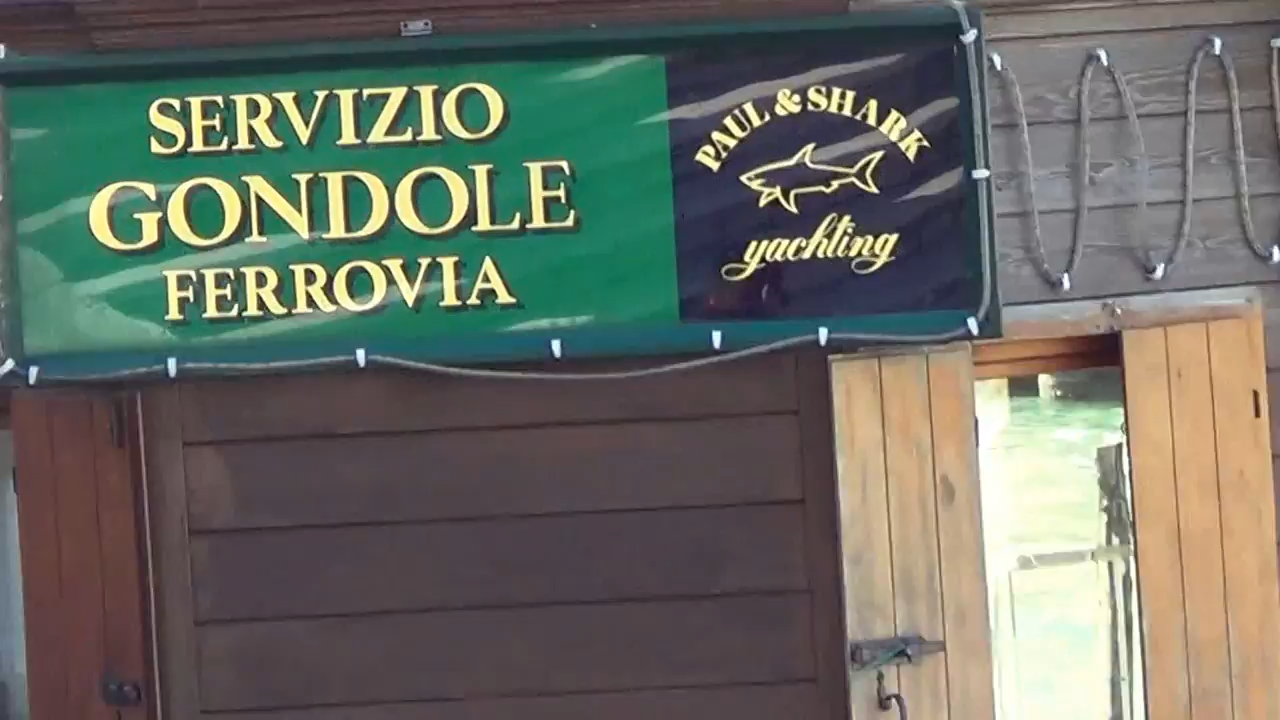 SERVIZIO
GONDOLE
FERROVIA
PAUL & SHARK
yachting